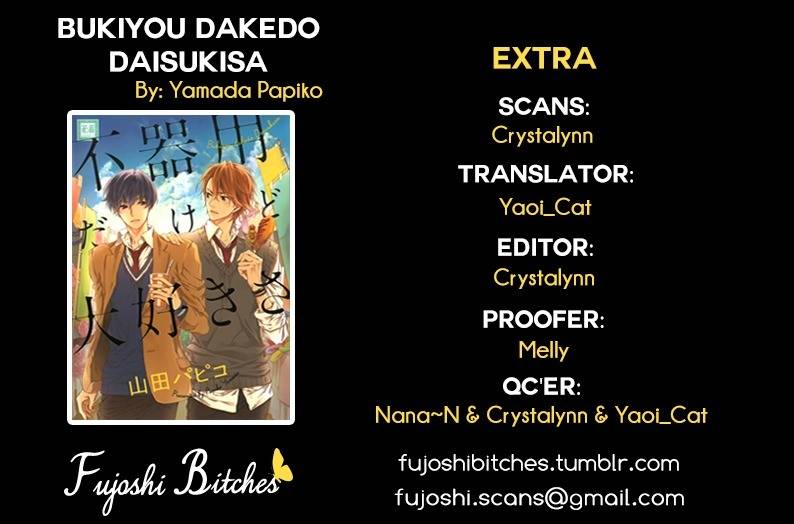 BUKIYOU DAKEDO
DAISUKISA
By: Yamada Papiko
不器用
だけど
大好きさ
山田パピコ
Fujoshi Bitches
EXTRA
SCANS:
Crystalynn
TRANSLATOR:
Yaoi_Cat
EDITOR:
Crystalynn
PROOFER:
Melly
QC'ER:
Nana~N & Crystalynn & Yaoi_Cat
fujoshibitches.tumblr.com
fujoshi.scans@gmail.com